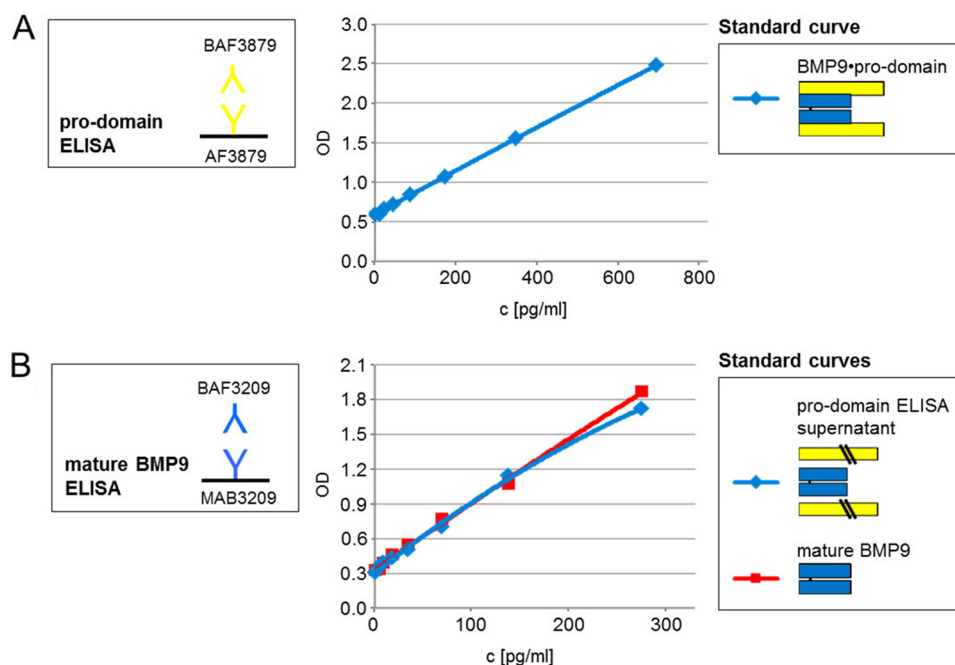 A
BAF3879
pro-domain
ELISA
AF3879
3.0
2.5
2.0
1.5
1.0
0.5
0.0
OD
0
200
400
600
800
c [pg/ml]
Standard curve
BMP9•pro-domain
B
BAF3209
mature BMP9
ELISA
MAB3209
2.1
1.8
1.5
1.2
0.9
0.6
0.3
0.0
OD
0
100
200
300
c [pg/ml]
Standard curves
pro-domain ELISA
supernatant
mature BMP9